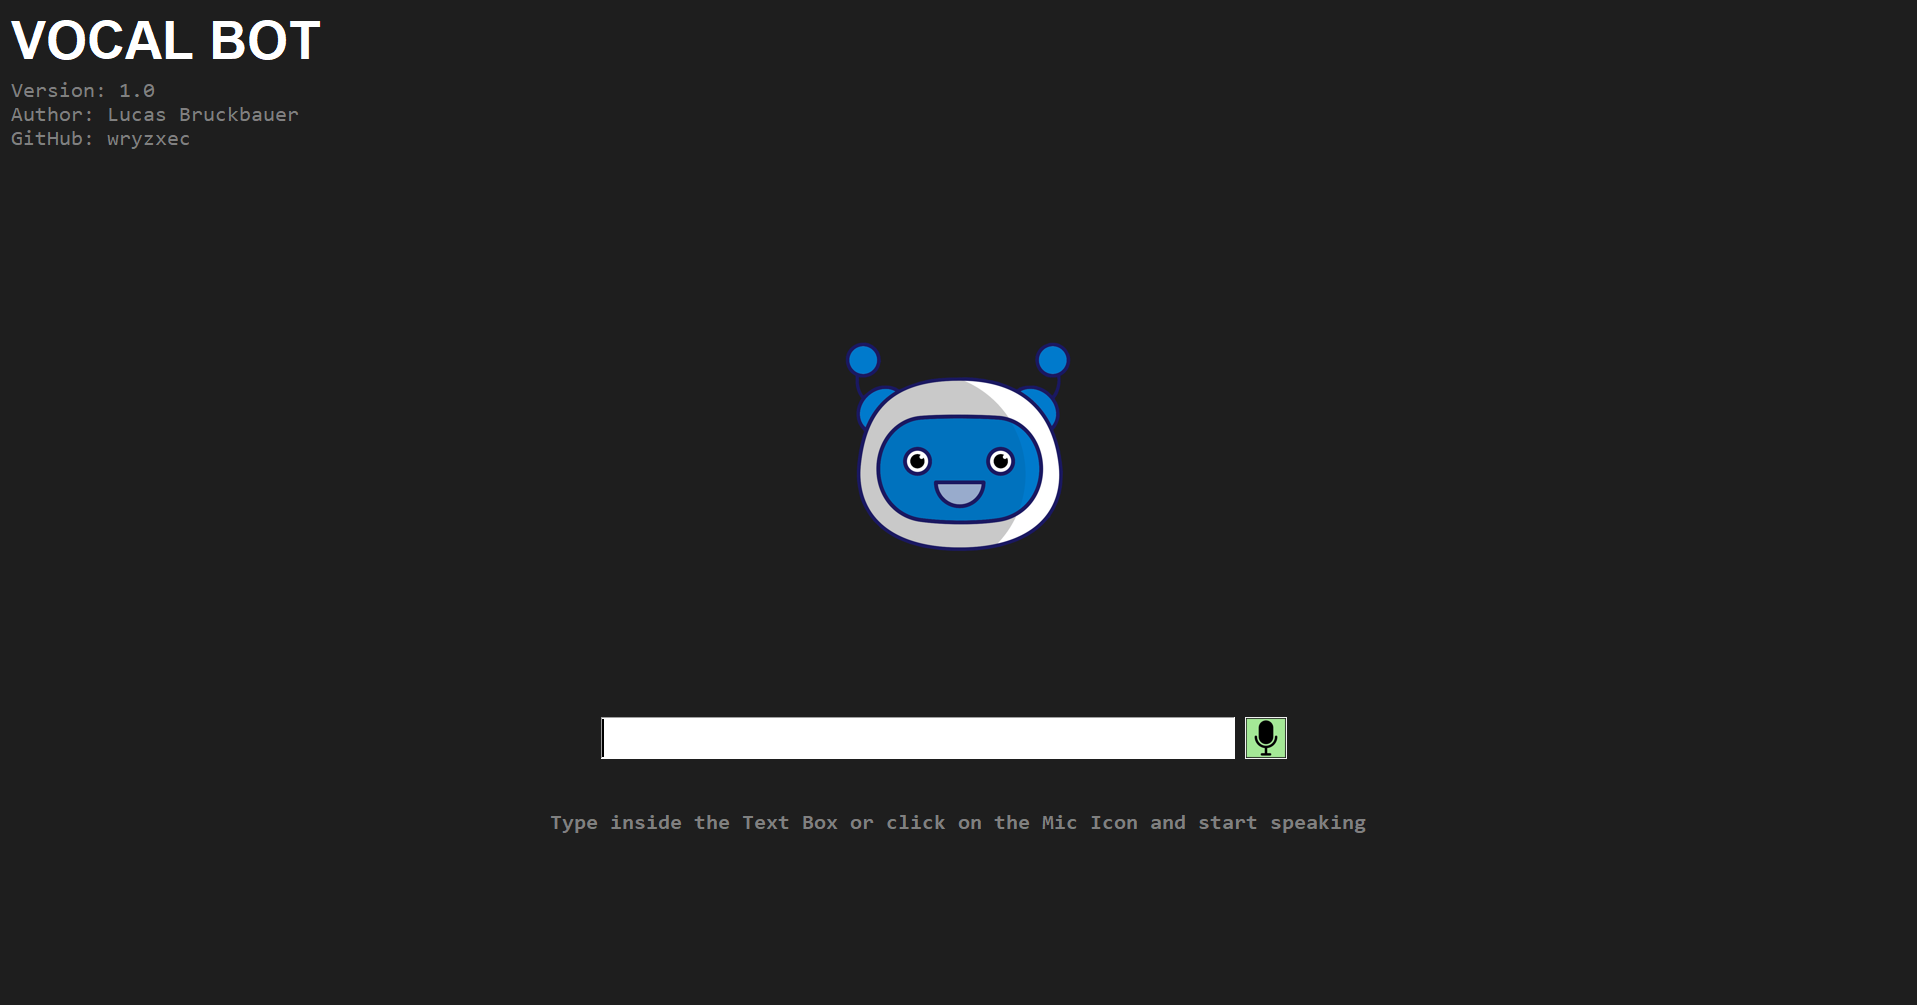 VOCAL BOT
Version: 1.0
Author: Lucas Bruckbauer
GitHub: wryzxec
Type inside the Text Box or click on the Mic Icon and start speaking